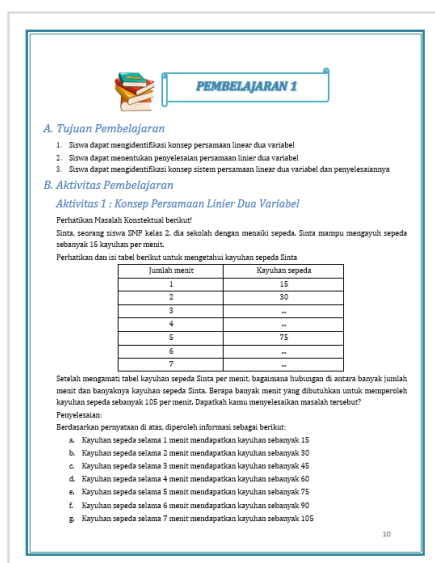 PEMBELAJARAN 1
A. Tujuan Pembelajaran
1. Siswa dapat mengidentifikasi konsep persamaan linear dua variabel
2. Siswa dapat menentukan penyelesaian persamaan linier dua variabel
3. Siswa dapat mengidentifikasi konsep sistem persamaan linear dua variabel dan penyelesaiannya
B. Aktivitas Pembelajaran
Aktivitas 1 : Konsep Persamaan Linier Dua Variabel
Perhatikan Masalah Konstektual berikut!
Sinta, seorang siswa SMP kelas 2, dia sekolah dengan menaiki sepeda. Sinta mampu mengayuh sepeda
sebanyak 15 kayuhan per menit.
Perhatikan dan isi tabel berikut untuk mengetahui kayuhan sepeda Sinta
Jumlah menit Kayuhan sepeda
1 15
2 30
3 ...
4 ...
5 75
6 ...
7 ...
Setelah mengamati tabel kayuhan sepeda Sinta per menit, bagaimana hubungan di antara banyak jumlah
menit dan banyaknya kayuhan sepeda Sinta. Berapa banyak menit yang dibutuhkan untuk memperoleh
kayuhan sepeda sebanyak 105 per menit. Dapatkah kamu menyelesaikan masalah tersebut?
Penyelesaian:
Berdasarkan pernyataan di atas, diperoleh informasi sebagai berikut:
a. Kayuhan sepeda selama 1 menit mendapatkan kayuhan sebanyak 15
b. Kayuhan sepeda selama 2 menit mendapatkan kayuhan sebanyak 30
c. Kayuhan sepeda selama 3 menit mendapatkan kayuhan sebanyak 45
d. Kayuhan sepeda selama 4 menit mendapatkan kayuhan sebanyak 60
e. Kayuhan sepeda selama 5 menit mendapatkan kayuhan sebanyak 75
f. Kayuhan sepeda selama 6 menit mendapatkan kayuhan sebanyak 90
g. Kayuhan sepeda selama 7 menit mendapatkan kayuhan sebanyak 105
10